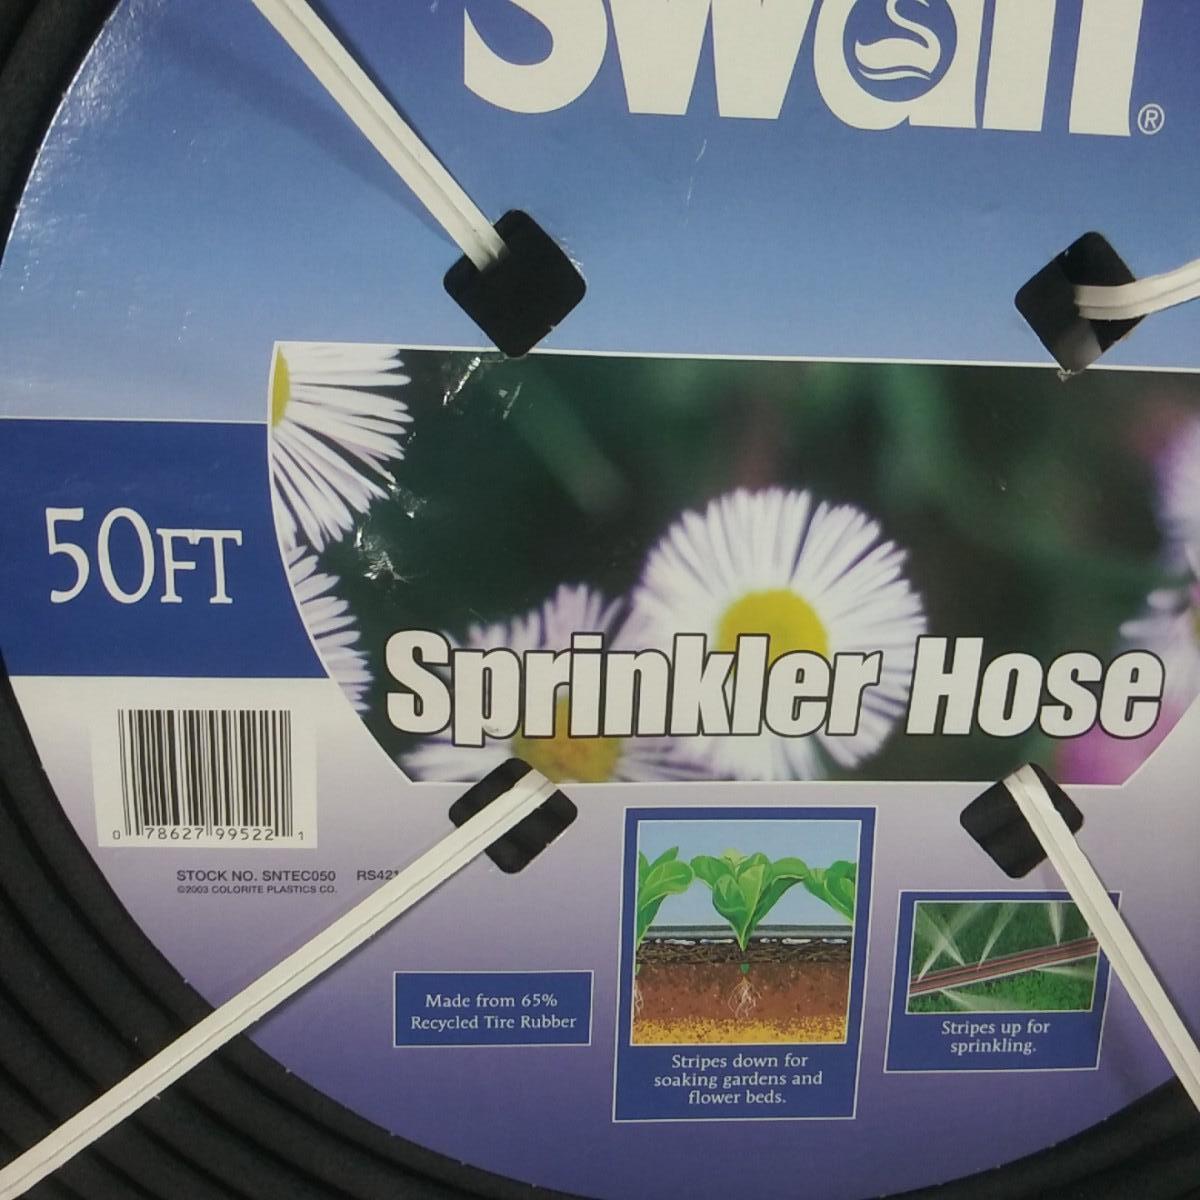 Swan®
50FT
Sprinkler Hose
0 78627 99522 1
STOCK NO. SNTEC050
©2003 COLORITE PLASTICS CO.
Made from 65%
Recycled Tire Rubber
Stripes down for
soaking gardens and
flower beds.
Stripes up for
sprinkling.